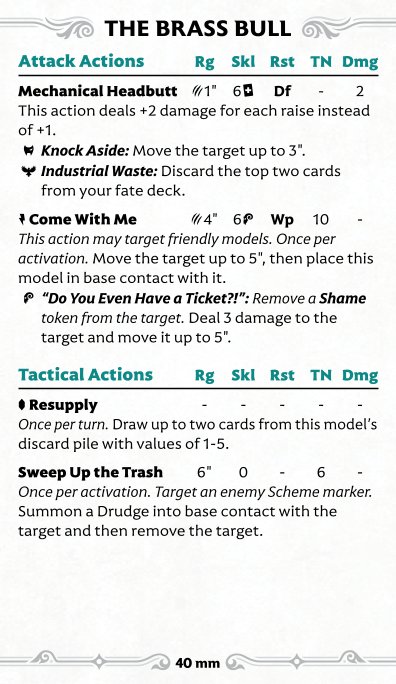 THE BRASS BULL
Attack Actions Rg Skl Rst TN Dmg
Mechanical Headbutt 1" 6 Df - 2
This action deals +2 damage for each raise instead
of +1.
Knock Aside: Move the target up to 3".
Industrial Waste: Discard the top two cards
from your fate deck.
Come With Me 4" 6 Wp 10 -
This action may target friendly models. Once per
activation. Move the target up to 5", then place this
model in base contact with it.
“Do You Even Have a Ticket?!”: Remove a Shame
token from the target. Deal 3 damage to the
target and move it up to 5".
Tactical Actions Rg Skl Rst TN Dmg
Resupply - - - - -
Once per turn. Draw up to two cards from this model’s
discard pile with values of 1-5.
Sweep Up the Trash 6" 0 - 6 -
Once per activation. Target an enemy Scheme marker.
Summon a Drudge into base contact with the
target and then remove the target.
40 mm